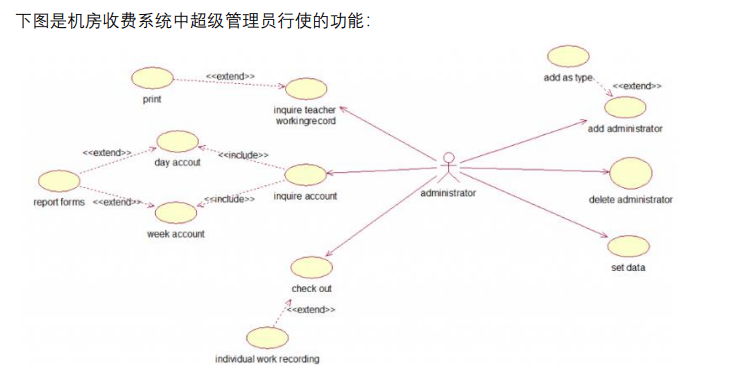 下图是机房收费系统中超级管理员行使的功能：
add as type
<<extend>>
add administrator
<<extend>>
print
inquire teacher
workingrecord
<<extend>>
day accout
<<include>>
report forms
<<extend>>
<<include>>
inquire account
week account
administrator
delete administrator
set data
check out
<<extend>>
individual work recording